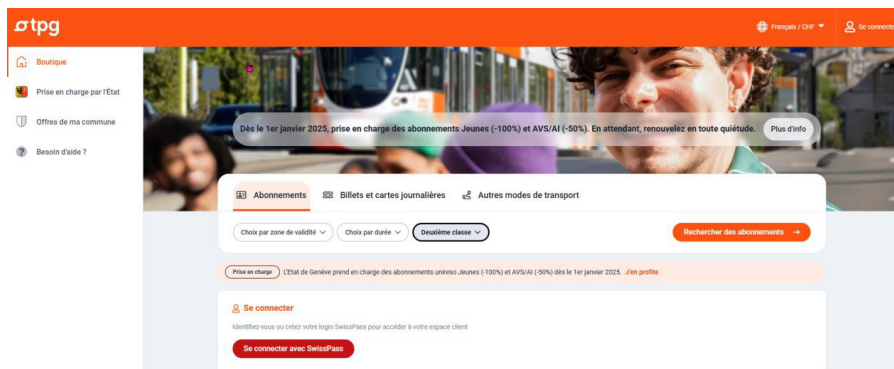 tpg
Français / CHF
Se connecter
Boutique
Prise en charge par l'État
Offres de ma commune
Besoin d'aide ?
Dès le 1er janvier 2025, prise en charge des abonnements Jeunes (-100%) et AVS/AI (-50%). En attendant, renouvelez en toute quiétude.
Plus d'info
Abonnements
Billets et cartes journalières
Autres modes de transport
Choix par zone de validité
Choix par durée
Deuxième classe
Rechercher des abonnements →
Prise en charge
L'Etat de Genève prend en charge des abonnements unireso Jeunes (-100%) et AVS/AI (-50%) dès le 1er janvier 2025. J'en profite
Se connecter
Identifiez-vous ou créez votre login SwissPass pour accéder à votre espace client
Se connecter avec SwissPass